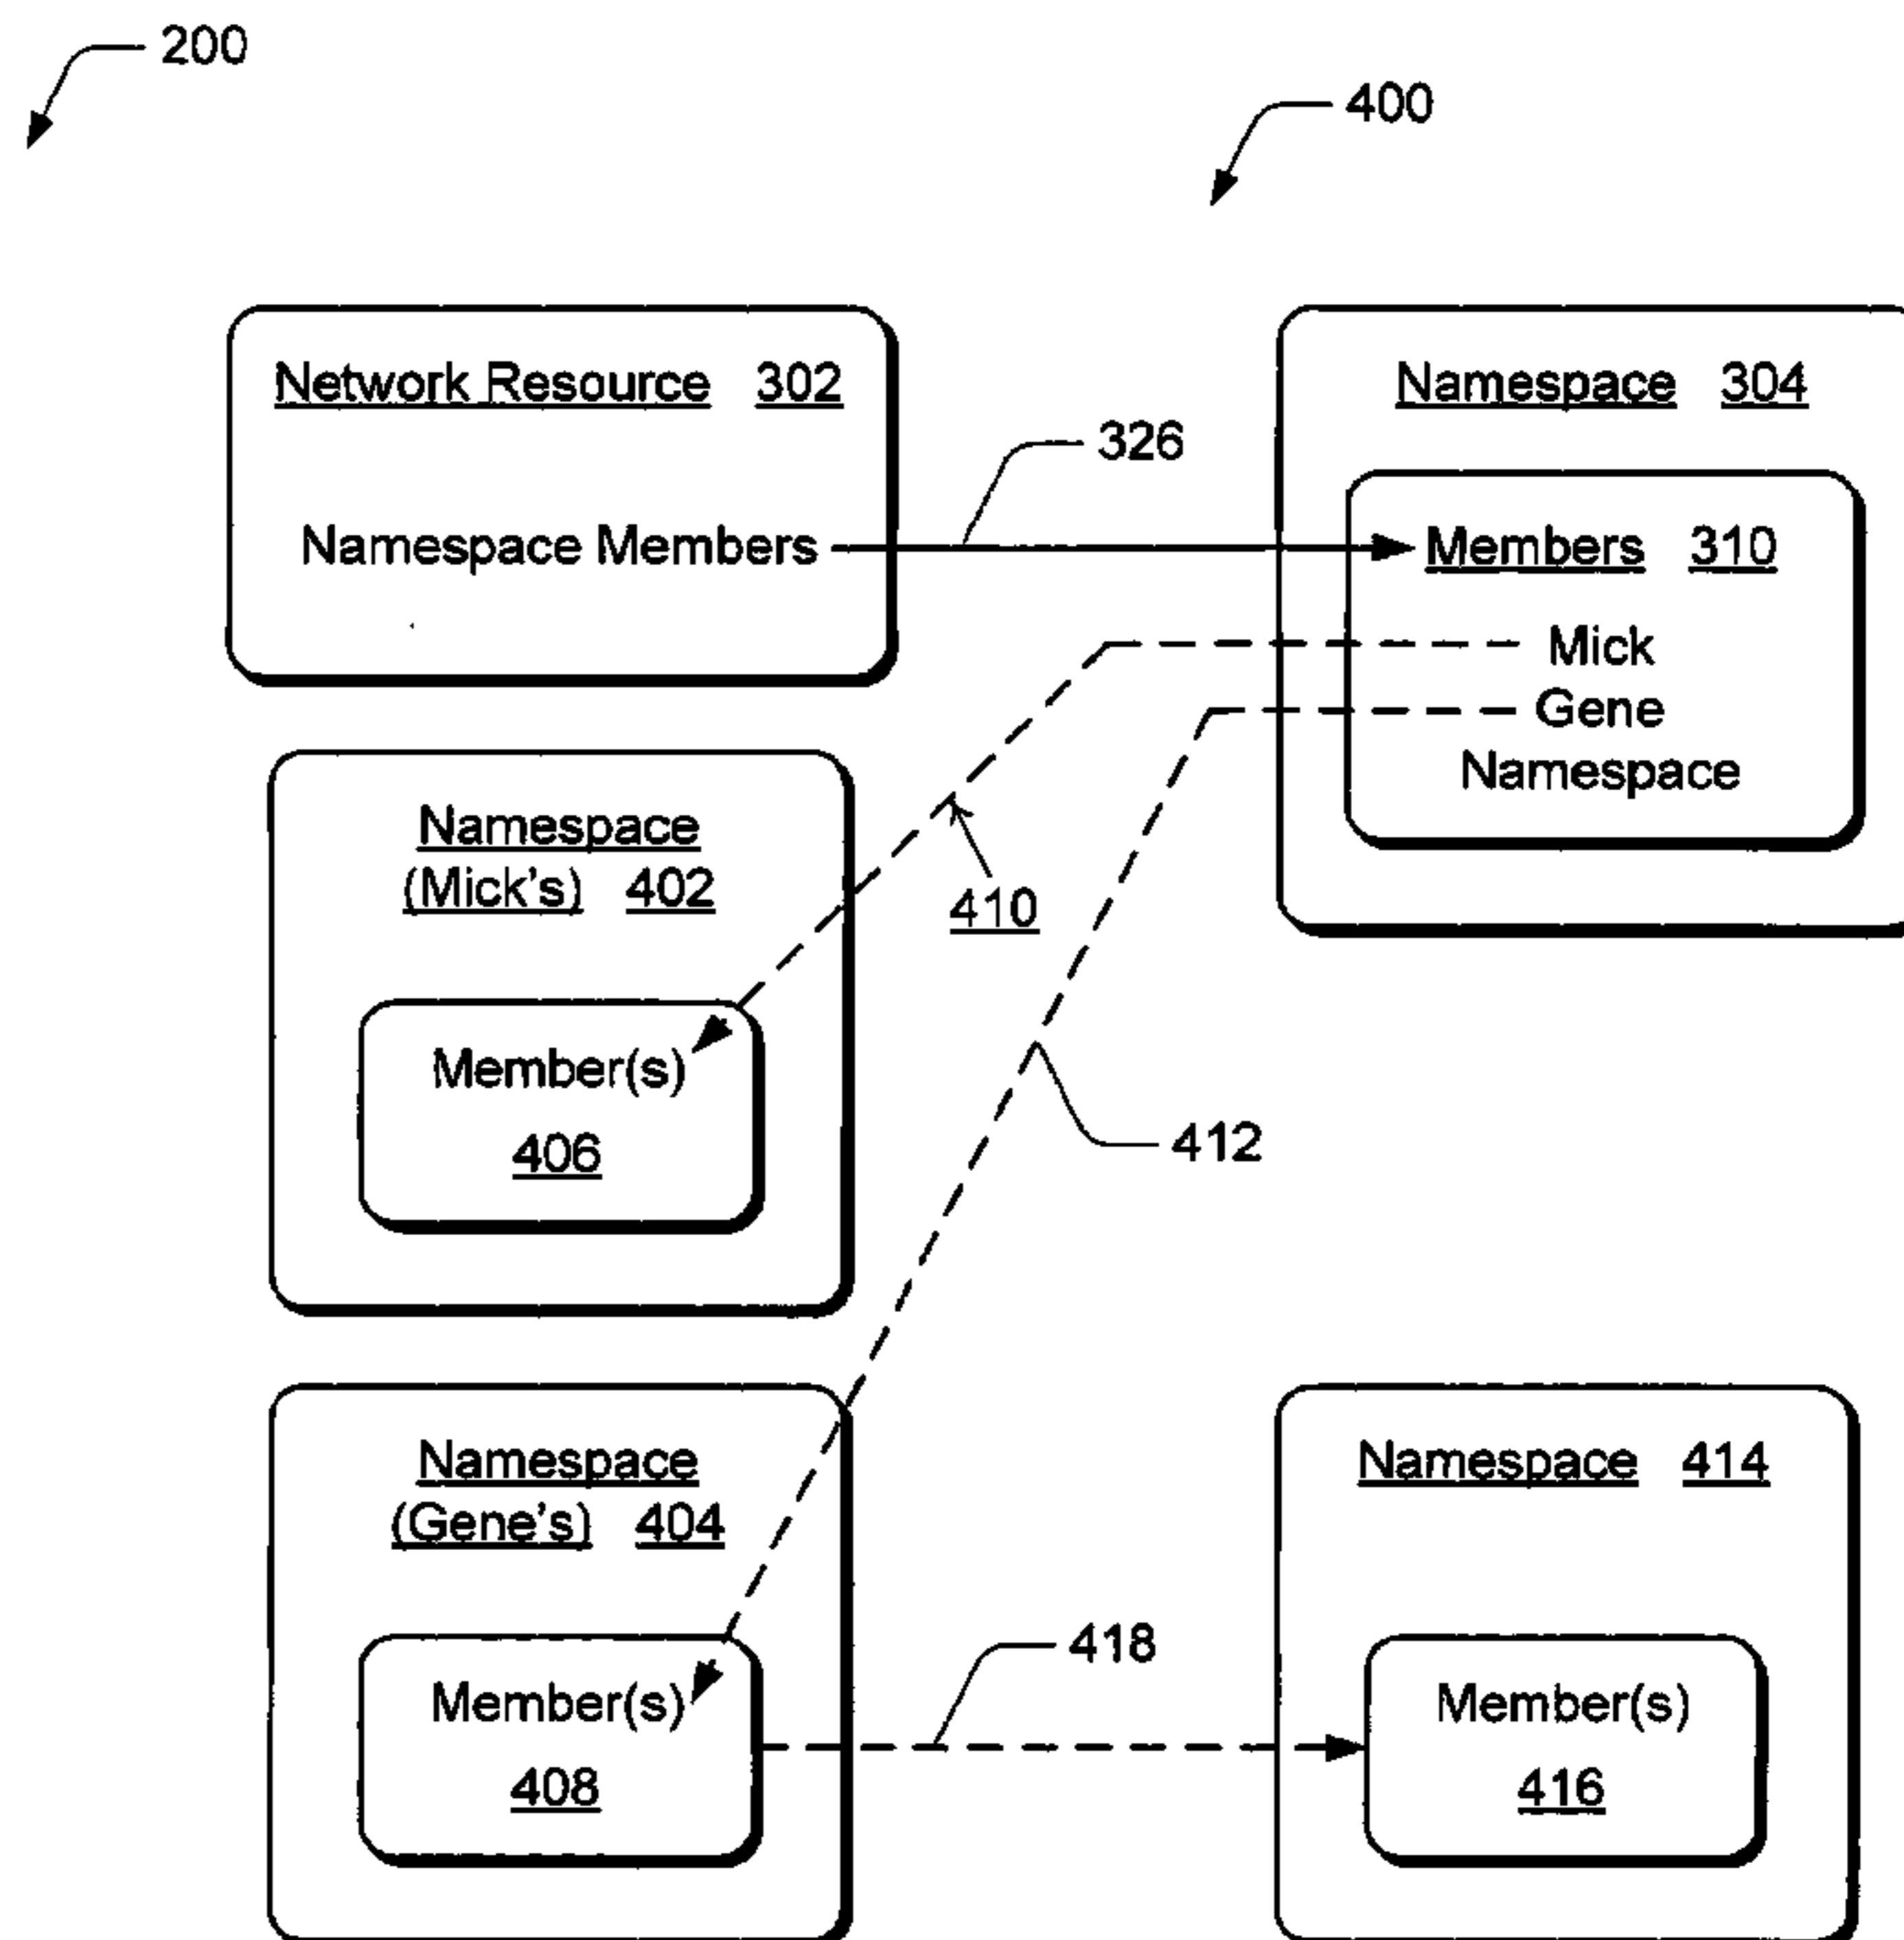 200
400
Network Resource 302
Namespace Members
326
Namespace 304
Members 310
Mick
Gene
Namespace
Namespace
(Mick's) 402
410
Member(s)
406
412
Namespace
(Gene's) 404
Member(s)
408
418
Namespace 414
Member(s)
416